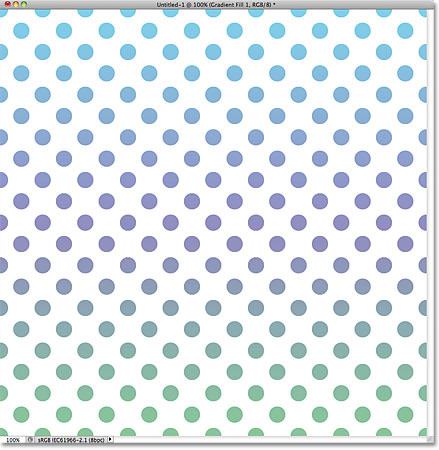 Untitled-1 @ 100% (Gradient Fill 1, RGB/8) *
100% sRGB IEC61966-2.1 (8bpc)